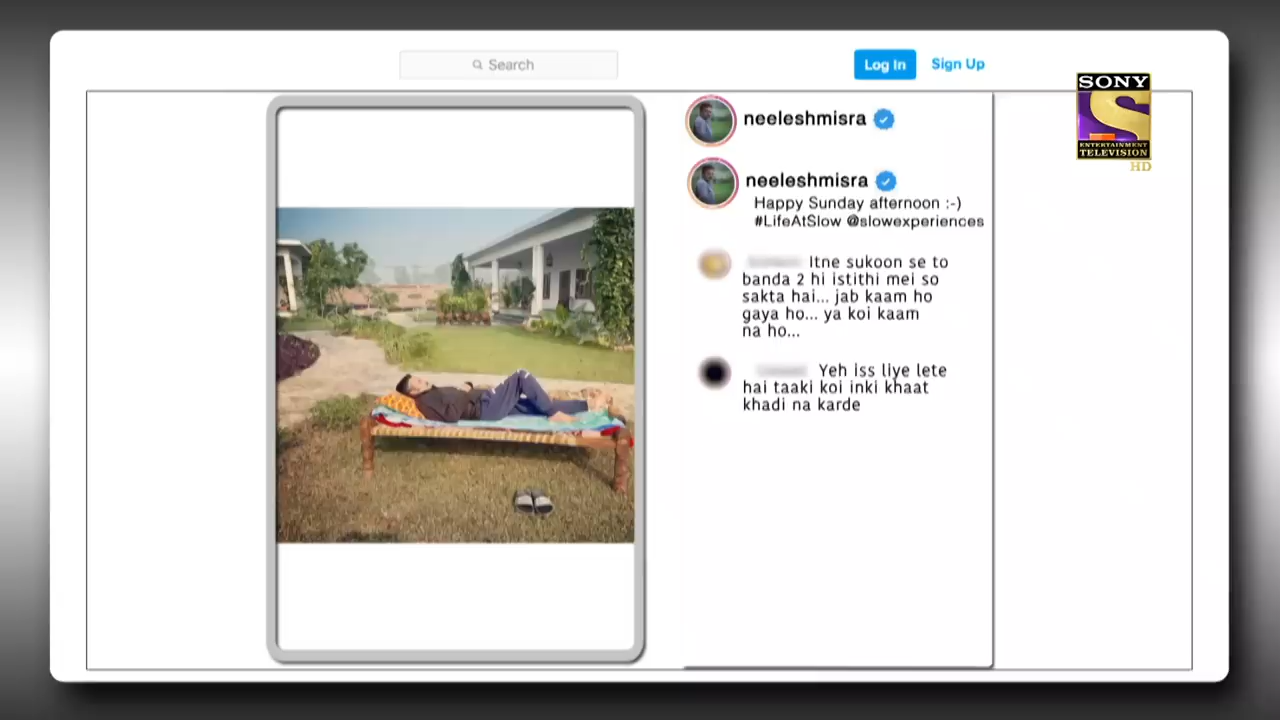 Search
Log In
Sign Up
SONY
ENTERTAINMENT
TELEVISION
HD
neeleshmisra
neeleshmisra
Happy Sunday afternoon :-)
#LifeAtSlow @slowexperiences
Itne sukoon se to
banda 2 hi istithi mei so
sakta hai... jab kaam ho
gaya ho... ya koi kaam
na ho...
Yeh iss liye lete
hai taaki koi inki khaat
khadi na karde